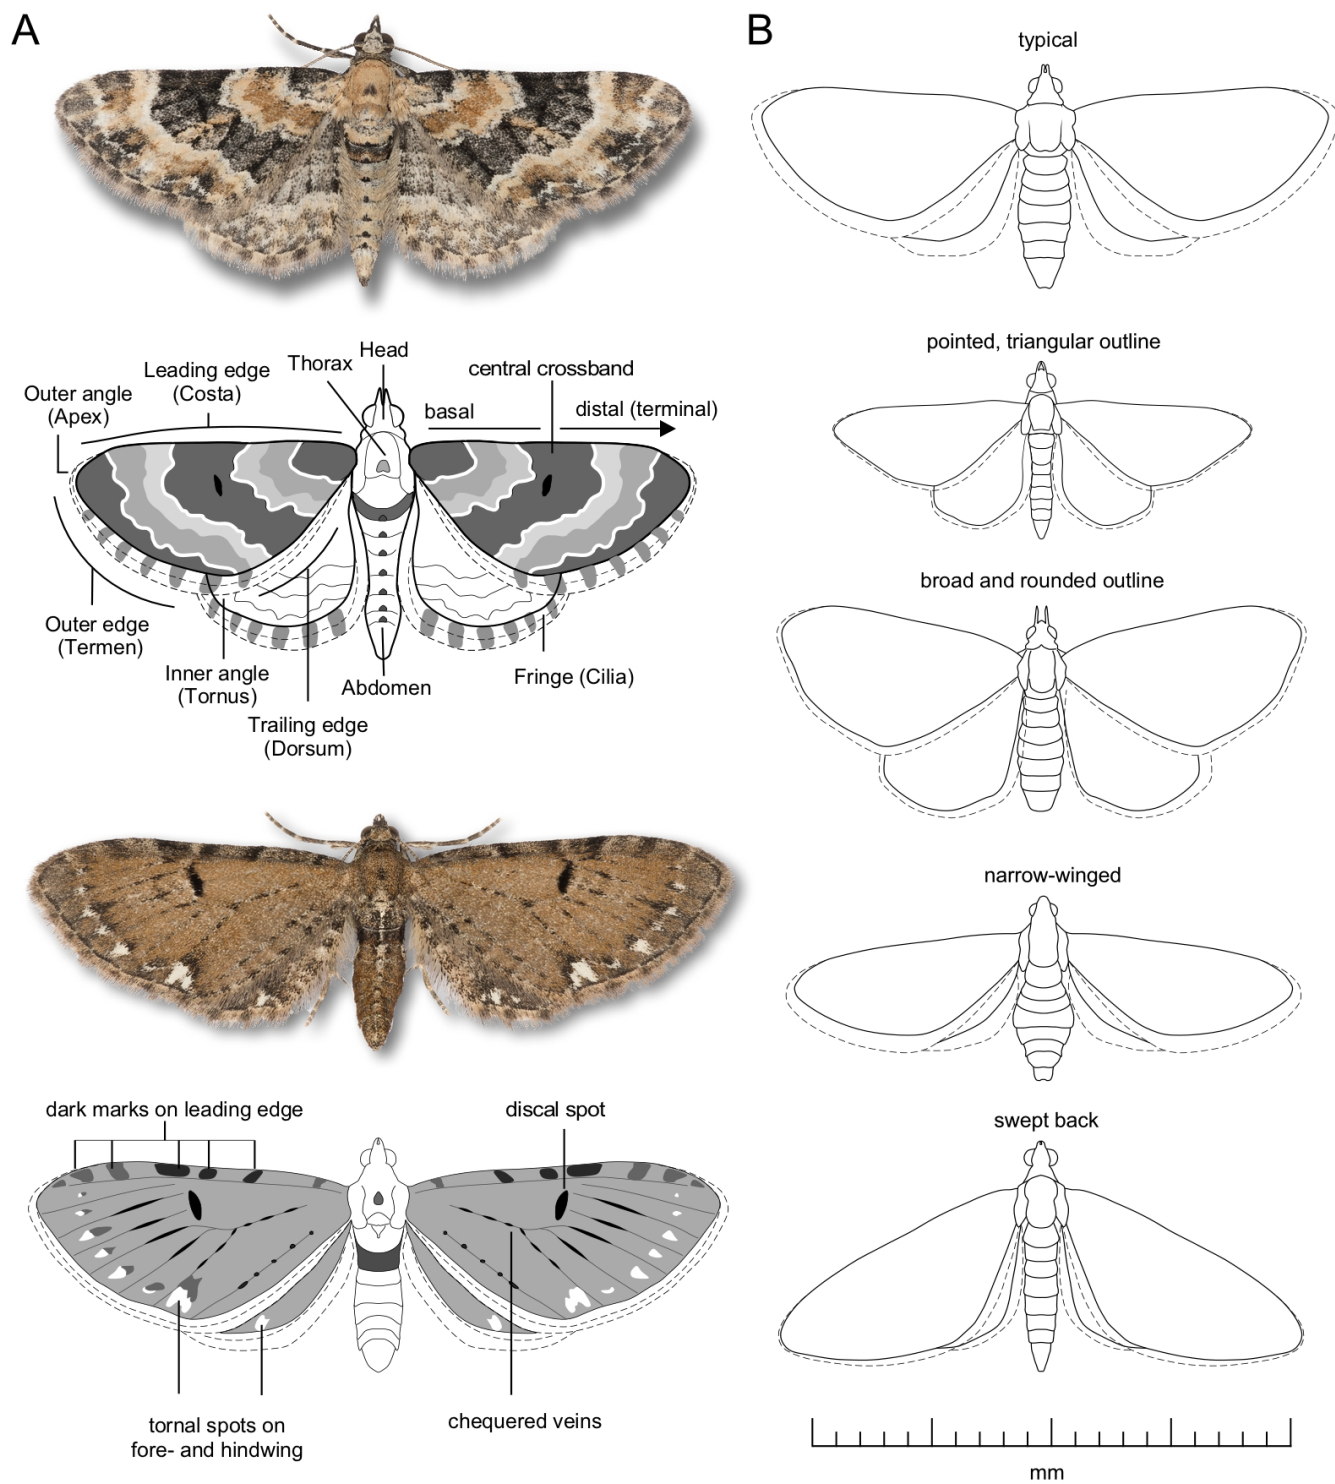 A
B
typical
Head
Thorax
Leading edge
(Costa)
Outer angle
(Apex)
central crossband
basal
distal (terminal)
Outer edge
(Termen)
Inner angle
(Tornus)
Abdomen
Fringe (Cilia)
Trailing edge
(Dorsum)
pointed, triangular outline
broad and rounded outline
narrow-winged
dark marks on leading edge
discal spot
tornal spots on
fore- and hindwing
chequered veins
swept back
mm